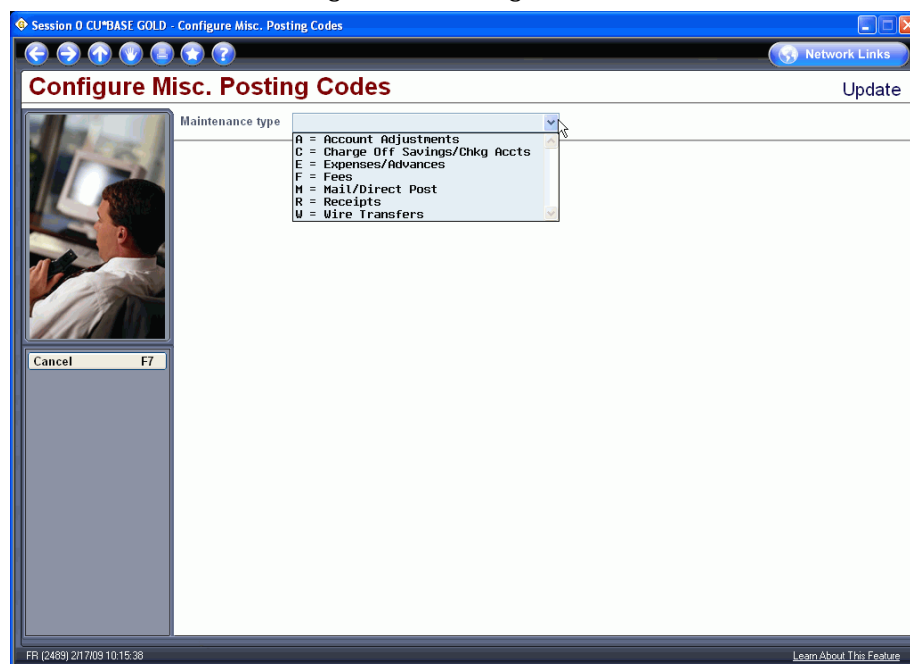 Session 0 CU*BASE GOLD - Configure Misc. Posting Codes
Network Links
Configure Misc. Posting Codes
Update
Maintenance type
A = Account Adjustments
C = Charge Off Savings/Chkg Accts
E = Expenses/Advances
F = Fees
M = Mail/Direct Post
R = Receipts
W = Wire Transfers
Cancel F7
FR (2489) 2/17/09 10:15:38
Learn About This Feature